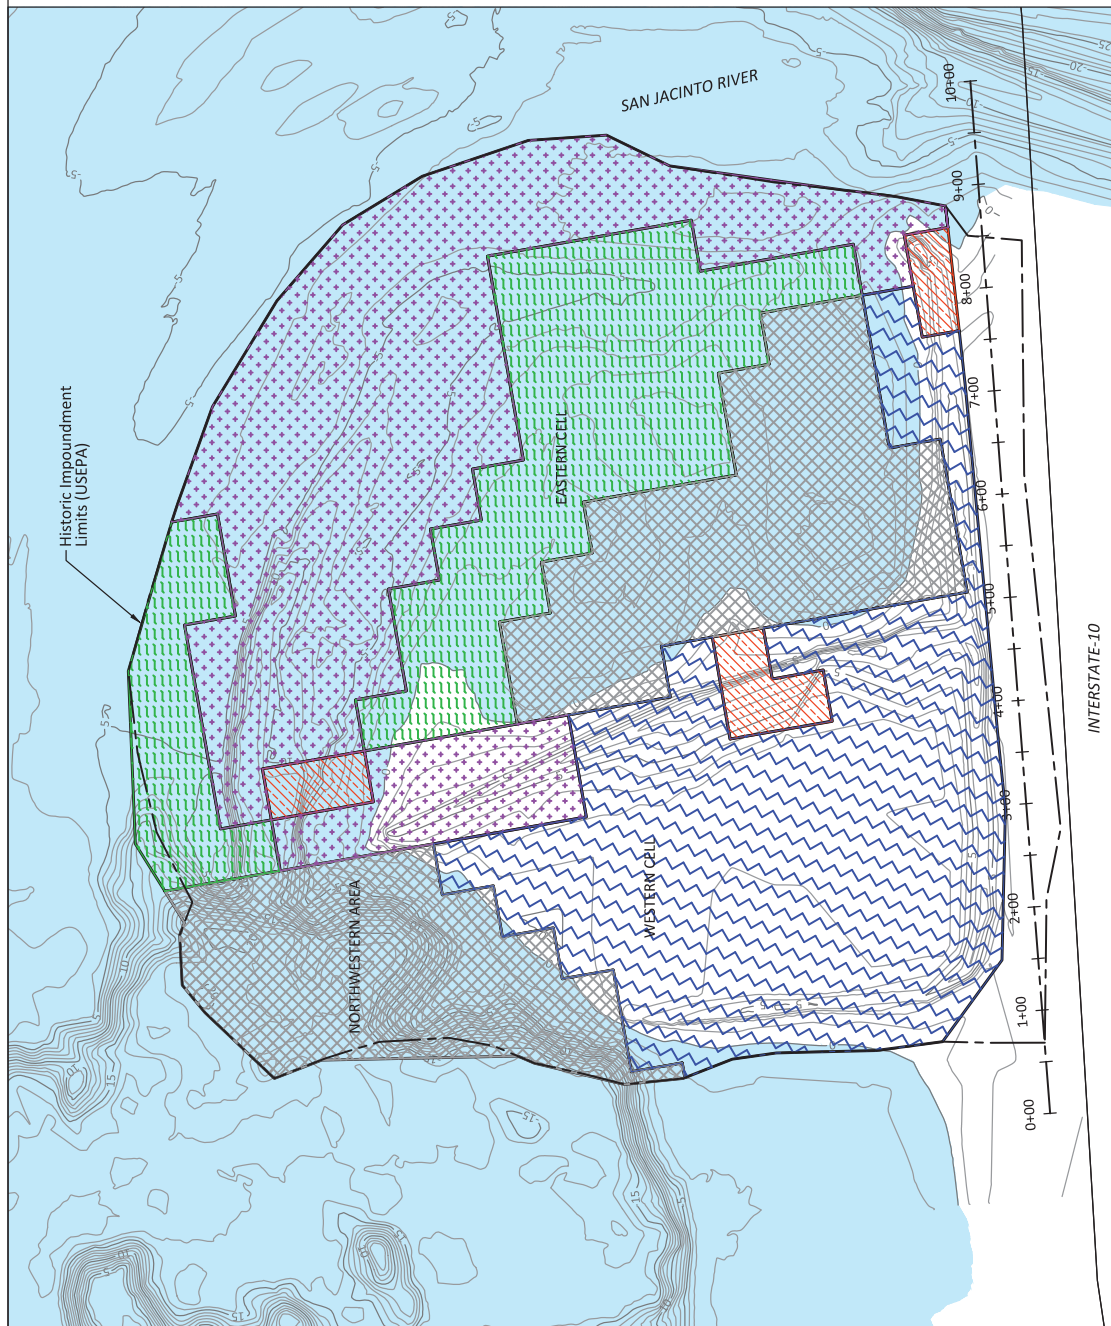 SAN JACINTO RIVER
Historic Impoundment
Limits (USEPA)
EASTERN CELL
NORTHWESTERN AREA
WESTERN CELL
10+00
9+00
8+00
7+00
6+00
5+00
4+00
3+00
2+00
1+00
0+00
INTERSTATE-10